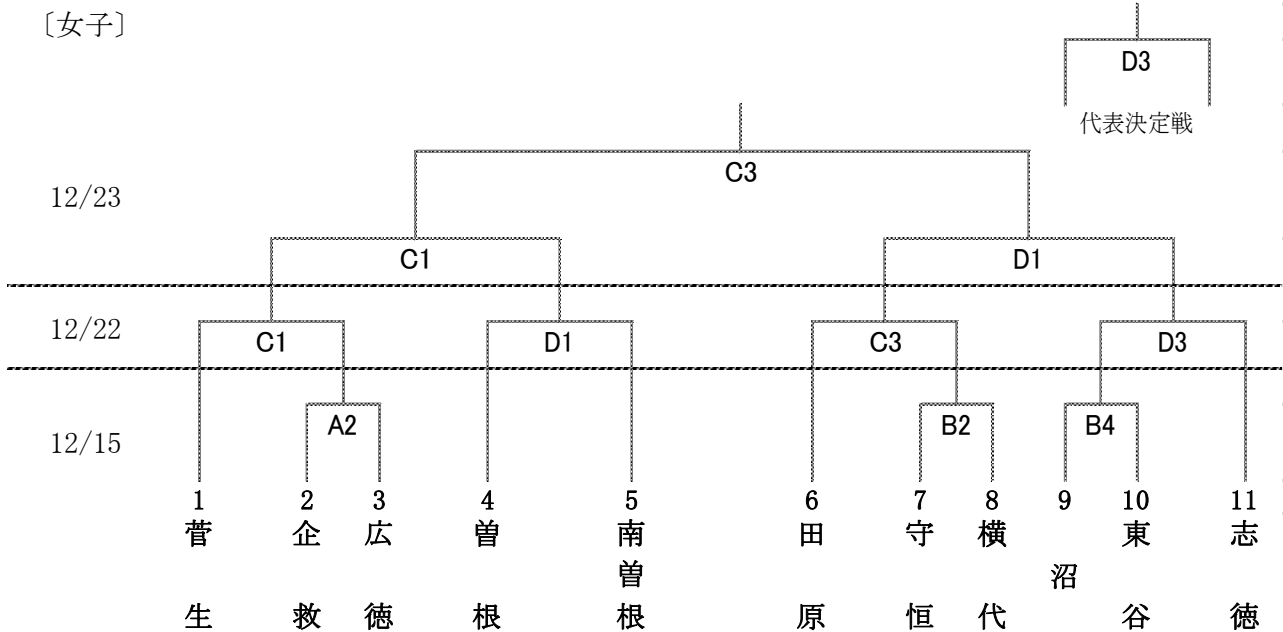 〔女子〕
D3
代表決定戦
C3
12/23
C1
D1
12/22
C1
D1
C3
D3
12/15
A2
B2
B4
1
2
3
4
5
6
7
8
9
10
11
菅生
企救
広徳
曽根
南曽根
田原
守恒
横代
沼
東谷
志徳